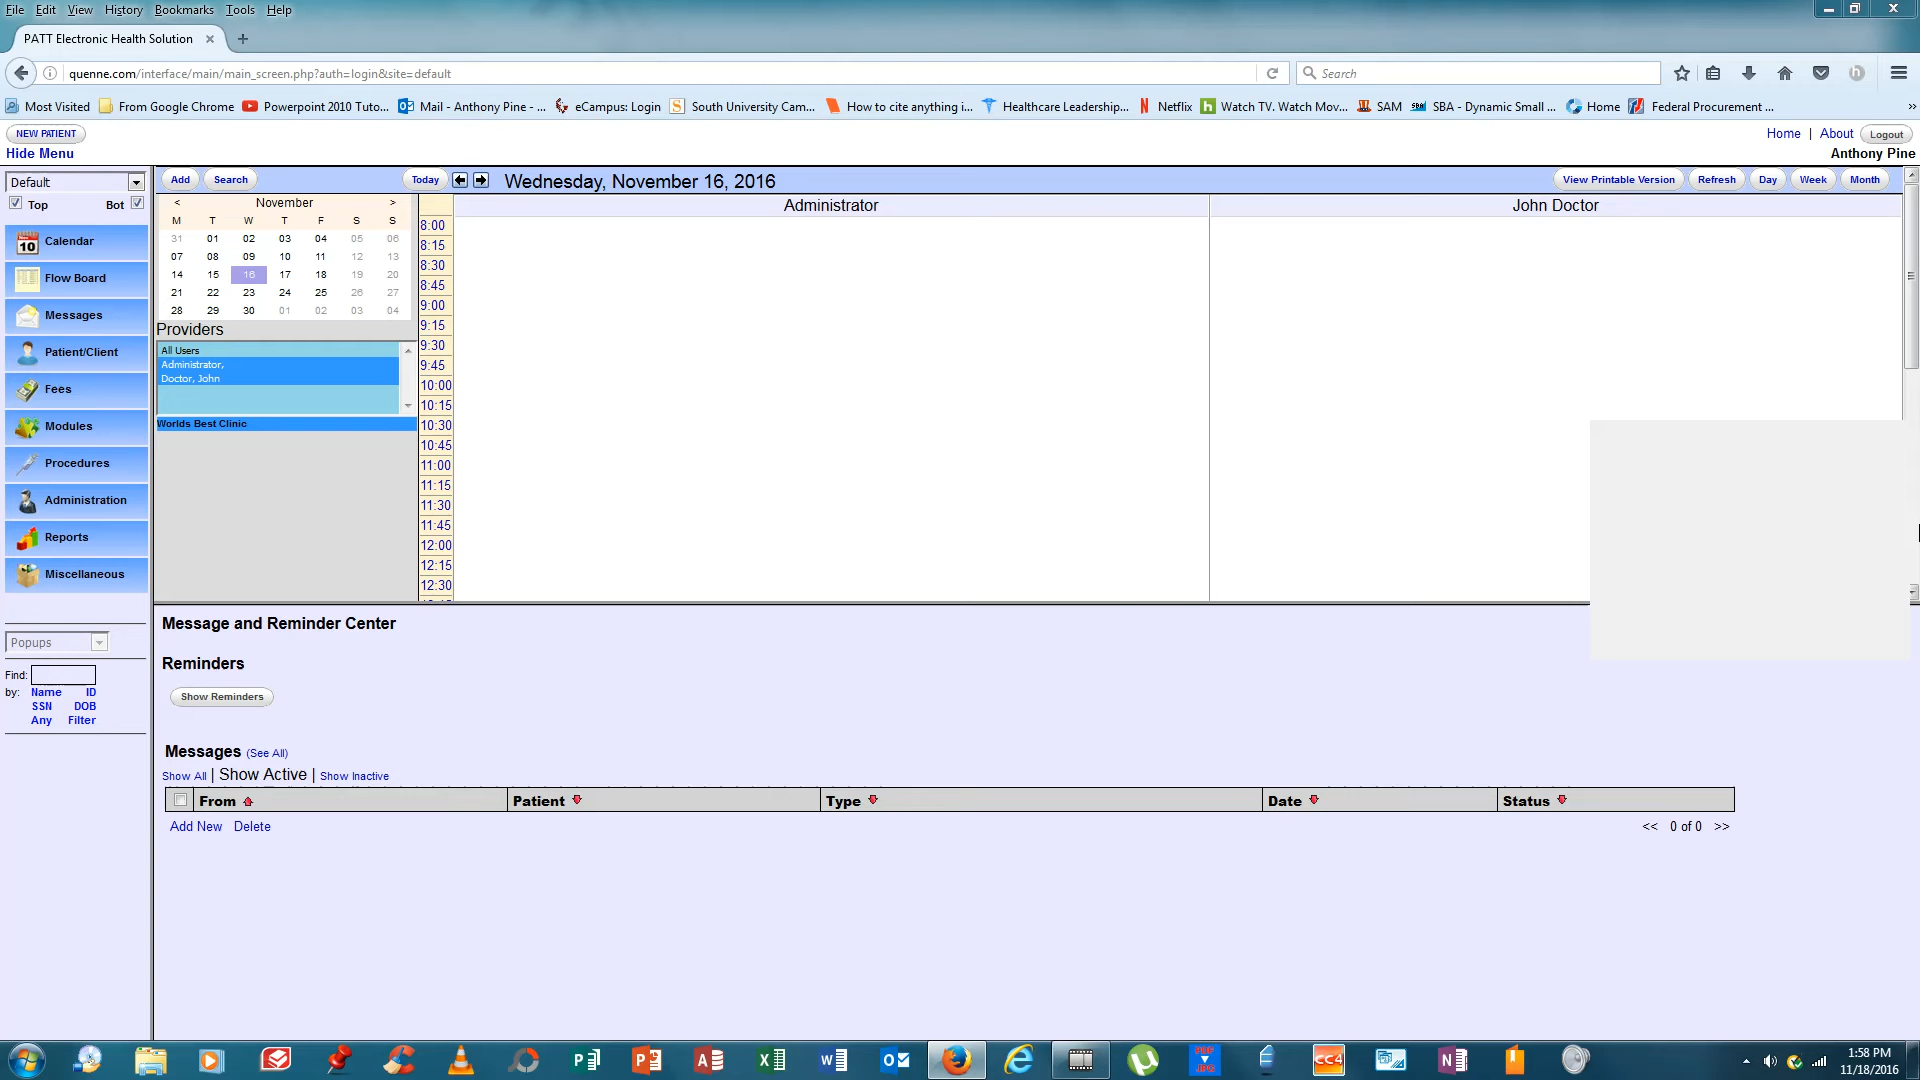 File Edit View History Bookmarks Tools Help
PATT Electronic Health Solution
quenne.com/interface/main/main_screen.php?auth=login&site=default
Search
Most Visited From Google Chrome Powerpoint 2010 Tuto... Mail - Anthony Pine - ... eCampus: Login South University Cam... How to cite anything i... Healthcare Leadership... Netflix Watch TV. Watch Mov... SAM SBA - Dynamic Small ... Home Federal Procurement ... »
NEW PATIENT
Home | About Logout
Hide Menu
Anthony Pine
Default
Top Bot
Calendar
Flow Board
Messages
Patient/Client
Fees
Modules
Procedures
Administration
Reports
Miscellaneous
Popups
Find:
by: Name ID
SSN DOB
Any Filter
Add Search Today Wednesday, November 16, 2016 View Printable Version Refresh Day Week Month
< November >
M T W T F S S
31 01 02 03 04 05 06
07 08 09 10 11 12 13
14 15 16 17 18 19 20
21 22 23 24 25 26 27
28 29 30 01 02 03 04
Providers
All Users
Administrator,
Doctor, John
Worlds Best Clinic
Administrator John Doctor
8:00
8:15
8:30
8:45
9:00
9:15
9:30
9:45
10:00
10:15
10:30
10:45
11:00
11:15
11:30
11:45
12:00
12:15
12:30
Message and Reminder Center
Reminders
Show Reminders
Messages (See All)
Show All | Show Active | Show Inactive
From Patient Type Date Status
Add New Delete << 0 of 0 >>
1:58 PM
11/18/2016